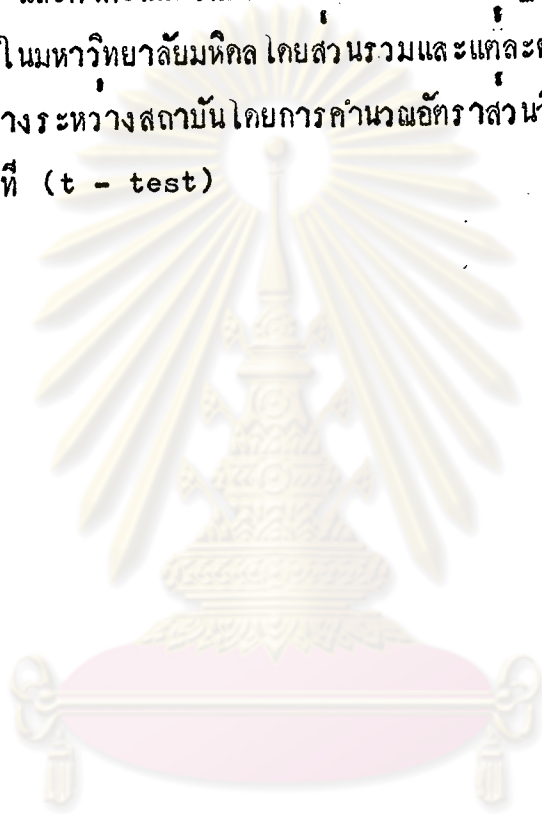 ในมหาวิทยาลัยมหิดลโดยส่วนรวมและแต่ละ
างระหว่างสถาบันโดยการคำนวณอัตราส่วน
ที (t - test)